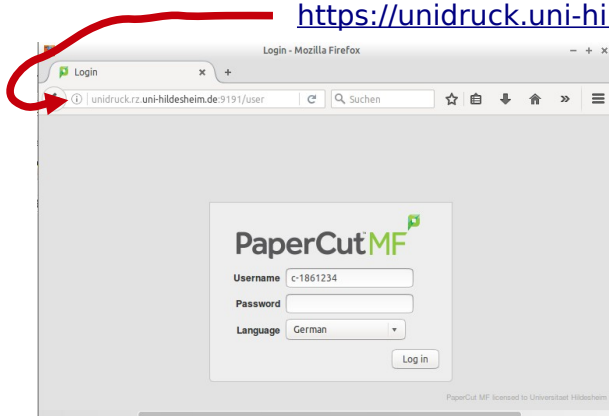 https://unidruck.uni-hi
Login - Mozilla Firefox
Login
unidruck.rz.uni-hildesheim.de:9191/user
Suchen
PaperCut MF
Username c-1861234
Password
Language German
Log in
PaperCut MF licensed to Universitaet Hildesheim